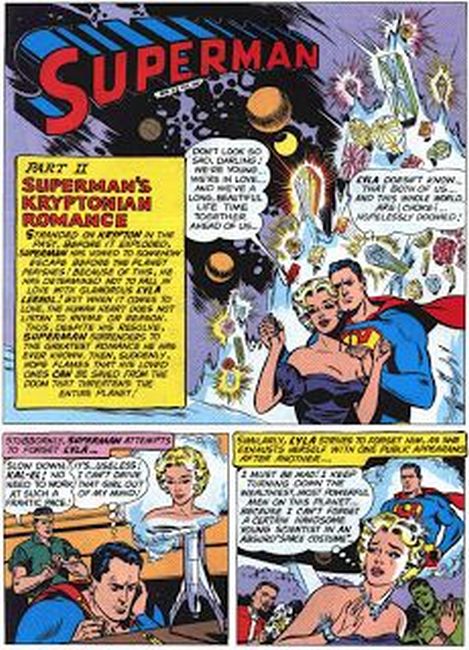 SUPERMAN
PART II
SUPERMAN'S
KRYPTONIAN
ROMANCE
STRANDED ON KRYPTON IN THE
PAST, BEFORE IT EXPLODED,
SUPERMAN HAS VOWED TO SOMEHOW
ESCAPE BEFORE THE PLANET
PERISHES! BECAUSE OF THIS, HE
HAS DETERMINED NOT TO FALL IN
LOVE WITH GLAMOROUS LYLA
LERROL! BUT WHEN IT COMES TO
LOVE, THE HUMAN HEART DOES NOT
LISTEN TO RHYME OR REASON!
THUS, DESPITE HIS RESOLVE,
SUPERMAN SURRENDERS TO
THE GREATEST ROMANCE HE HAS
EVER KNOWN. THEN, SUDDENLY,
HOPE FLAMES THAT HIS LOVED
ONES CAN BE SAVED FROM THE
DOOM THAT THREATENS THE
ENTIRE PLANET!
DON'T LOOK SO
SAD, DARLING!
WE'RE YOUNG...
WE'RE IN LOVE...
AND WE'VE A
LONG, BEAUTIFUL
LIFE TIME
TOGETHER
AHEAD OF US...
LYLA DOESN'T KNOW...
THAT BOTH OF US...
AND THIS WHOLE WORLD,
ARE (CHOKE!)...
HOPELESSLY DOOMED!
STUBBORNLY, SUPERMAN ATTEMPTS
TO FORGET LYLA...
SLOW DOWN,
KAL-EL! NO
NEED TO WORK
AT SUCH A
FRANTIC PACE!
IT'S...USELESS!
I CAN'T DRIVE
THAT GIRL OUT
OF MY MIND!
SIMILARLY, LYLA STRIVES TO FORGET HIM, AS SHE
EXHAUSTS HERSELF WITH ONE PUBLIC APPEARANCE
AFTER ANOTHER...
I MUST BE MAD! I KEEP
TURNING DOWN THE
WEALTHIEST, MOST POWERFUL
MEN ON THIS PLANET,
BECAUSE I CAN'T FORGET
A CERTAIN HANDSOME
YOUNG SCIENTIST IN AN
ABSURD "SPACE COSTUME"